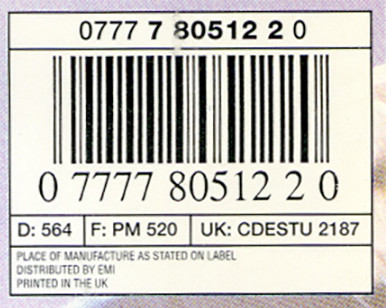 0777 7 80512 2 0
0 7777 80512 2 0
D: 564 F: PM 520 UK: CDESTU 2187
PLACE OF MANUFACTURE AS STATED ON LABEL
DISTRIBUTED BY EMI
PRINTED IN THE UK